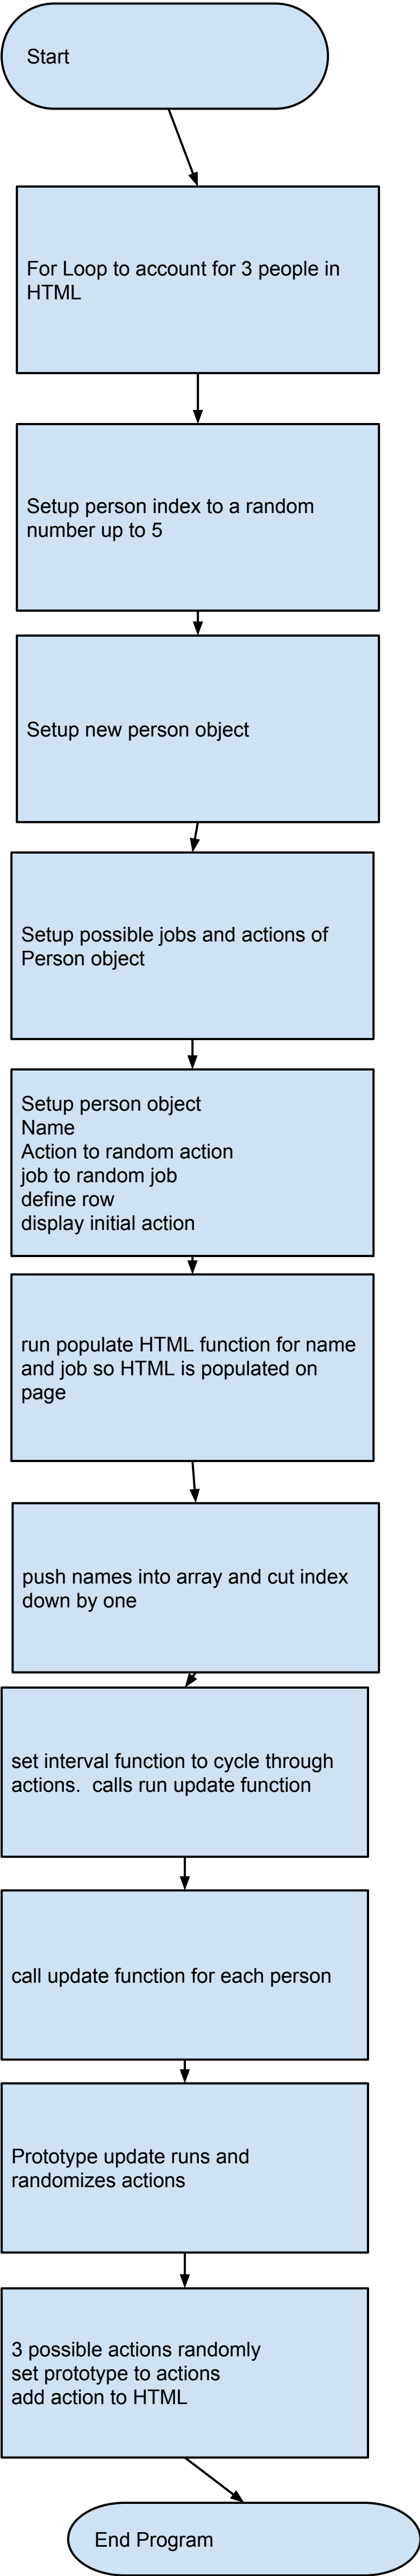 Start
For Loop to account for 3 people in
HTML
Setup person index to a random
number up to 5
Setup new person object
Setup possible jobs and actions of
Person object
Setup person object
Name
Action to random action
job to random job
define row
display initial action
run populate HTML function for name
and job so HTML is populated on
page
push names into array and cut index
down by one
set interval function to cycle through
actions.  calls run update function
call update function for each person
Prototype update runs and
randomizes actions
3 possible actions randomly
set prototype to actions
add action to HTML
End Program